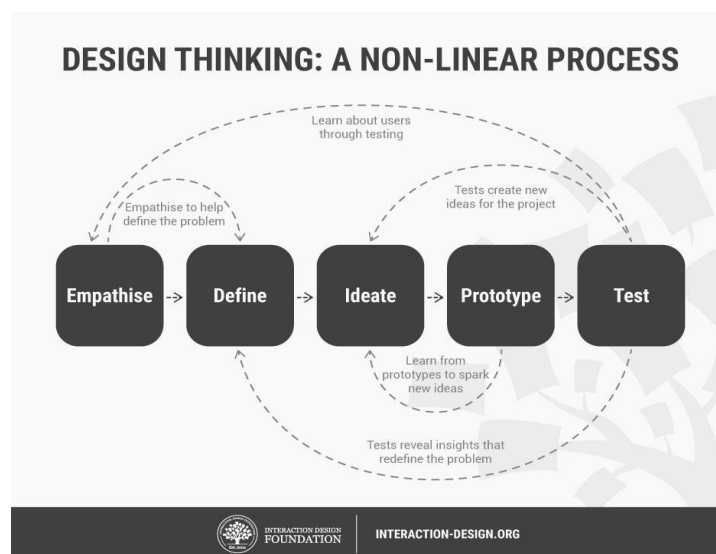 DESIGN THINKING: A NON-LINEAR PROCESS
Learn about users
through testing
Empathise to help
define the problem
Tests create new
ideas for the project
Empathise
Define
Ideate
Prototype
Test
Learn from
prototypes to spark
new ideas
Tests reveal insights that
redefine the problem
INTERACTION DESIGN
FOUNDATION
INTERACTION-DESIGN.ORG